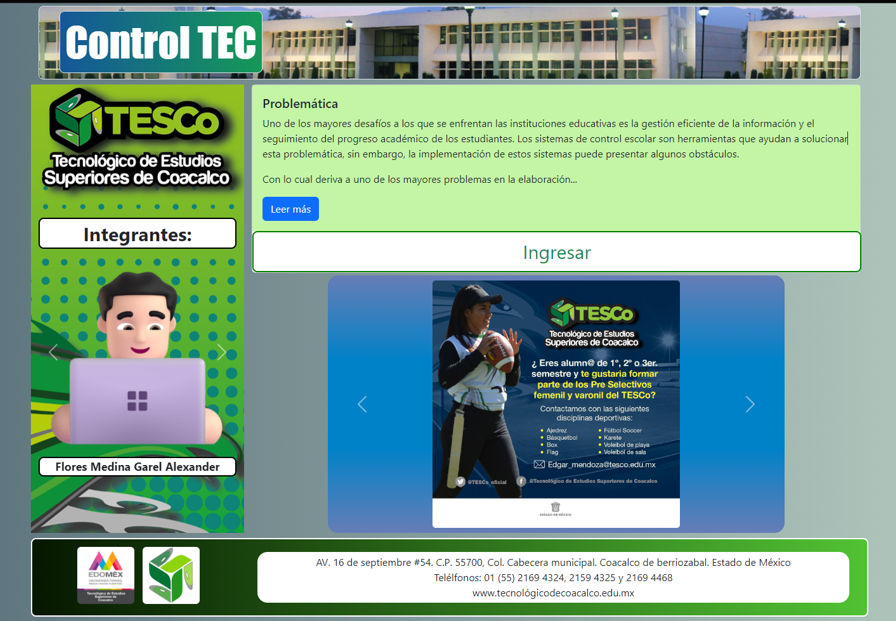 Control TEC
TESCo
Tecnológico de Estudios
Superiores de Coacalco
Integrantes:
Flores Medina Garel Alexander
Problemática
Uno de los mayores desafíos a los que se enfrentan las instituciones educativas es la gestión eficiente de la información y el
seguimiento del progreso académico de los estudiantes. Los sistemas de control escolar son herramientas que ayudan a solucionar
esta problemática, sin embargo, la implementación de estos sistemas puede presentar algunos obstáculos.
Con lo cual deriva a uno de los mayores problemas en la elaboración...
Leer más
Ingresar
TESCo
Tecnológico de Estudios
Superiores de Coacalco
¿ Eres alumn@ de 1°, 2° o 3er.
semestre y te gustaria formar
parte de los Pre Selectivos
femenil y varonil del TESCo?
Contactamos con las siguientes
disciplinas deportivas:
• Ajedrez
• Básquetbol
• Box
• Flag
• Fútbol Soccer
• Karete
• Voleibol de playa
• Voleibol de sala
Edgar_mendoza@tesco.edu.mx
@TESCo_oficial
@Tecnológico de Estudios Superiores de Coacalco
EDOMÉX
Tecnológico de Estudios
Superiores de
Coacalco
AV. 16 de septiembre #54. C.P. 55700, Col. Cabecera municipal. Coacalco de berriozabal. Estado de México
Teléfonos: 01 (55) 2169 4324, 2159 4325 y 2169 4468
www.tecnológicodecoacalco.edu.mx